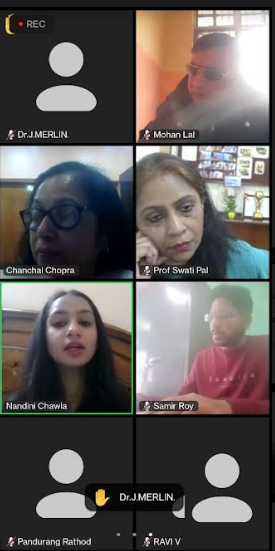 REC
Dr.J.MERLIN.
Mohan Lal
Chanchal Chopra
Prof Swati Pal
Nandini Chawla
Samir Roy
Dr.J.MERLIN.
Pandurang Rathod
RAVI V